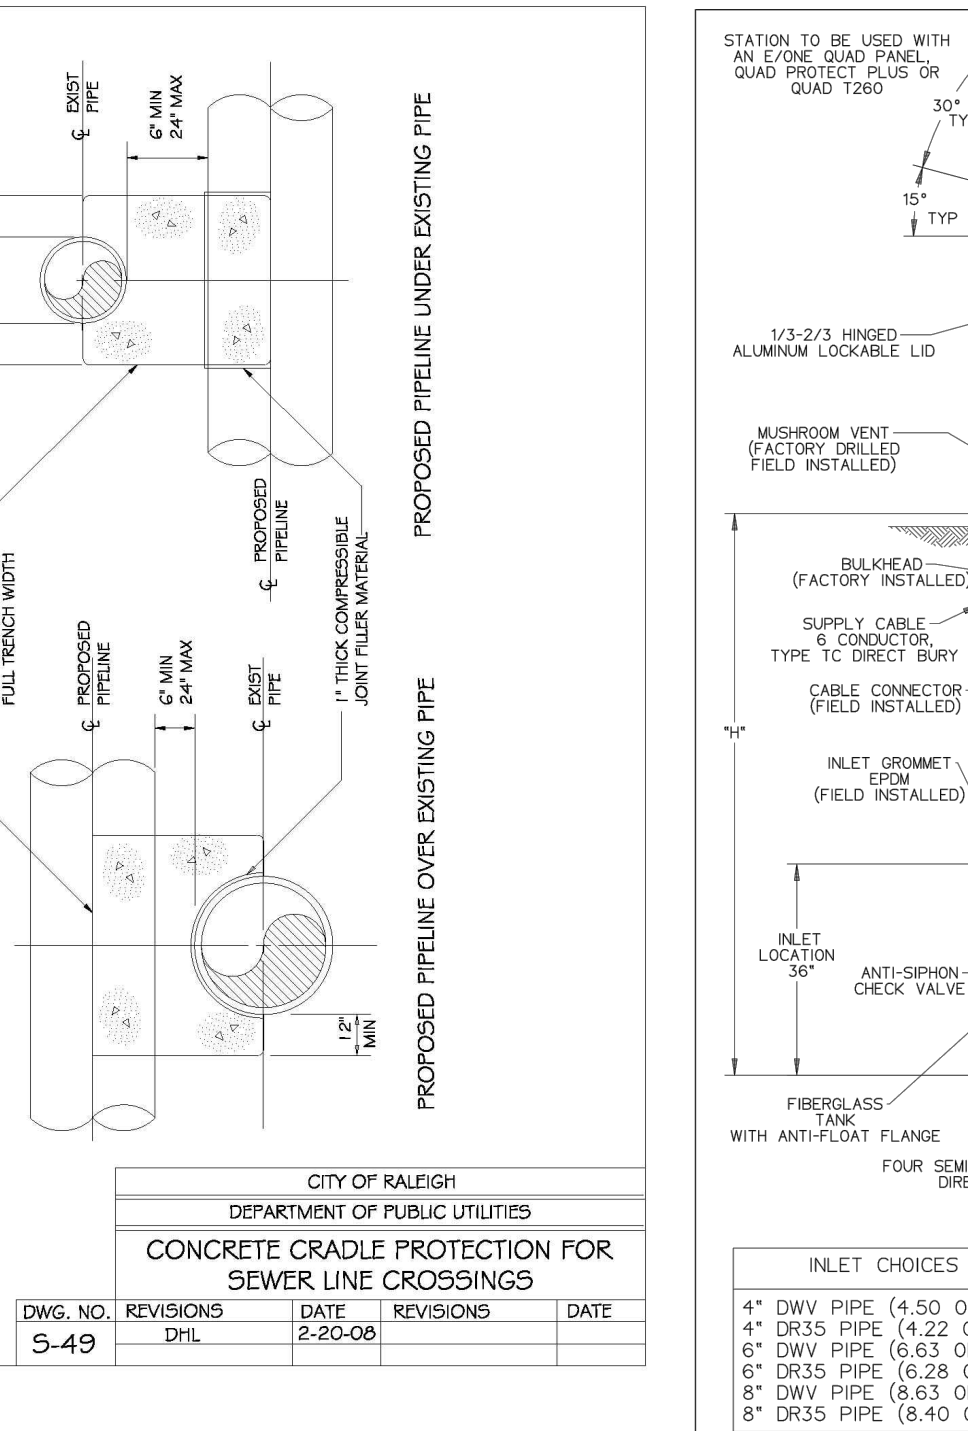 EXIST
PIPE
6" MIN
24" MAX
PROPOSED PIPELINE UNDER EXISTING PIPE
PROPOSED
PIPELINE
1" THICK COMPRESSIBLE
JOINT FILLER MATERIAL
FULL TRENCH WIDTH
PROPOSED
PIPELINE
6" MIN
24" MAX
EXIST
PIPE
12"
MIN
PROPOSED PIPELINE OVER EXISTING PIPE
CITY OF RALEIGH
DEPARTMENT OF PUBLIC UTILITIES
CONCRETE CRADLE PROTECTION FOR
SEWER LINE CROSSINGS
DWG. NO. REVISIONS DATE REVISIONS DATE
S-49 DHL 2-20-08
STATION TO BE USED WITH
AN E/ONE QUAD PANEL,
QUAD PROTECT PLUS OR
QUAD T260
30°
TY
15°
TYP
1/3-2/3 HINGED
ALUMINUM LOCKABLE LID
MUSHROOM VENT
(FACTORY DRILLED
FIELD INSTALLED)
BULKHEAD
(FACTORY INSTALLED)
SUPPLY CABLE
6 CONDUCTOR,
TYPE TC DIRECT BURY
CABLE CONNECTOR
(FIELD INSTALLED)
"H"
INLET GROMMET
EPDM
(FIELD INSTALLED)
INLET
LOCATION
36"
ANTI-SIPHON
CHECK VALVE
FIBERGLASS
TANK
WITH ANTI-FLOAT FLANGE
FOUR SEMI
DIRE
INLET CHOICES
4" DWV PIPE (4.50 O
4" DR35 PIPE (4.22 O
6" DWV PIPE (6.63 O
6" DR35 PIPE (6.28 O
8" DWV PIPE (8.63 O
8" DR35 PIPE (8.40 O